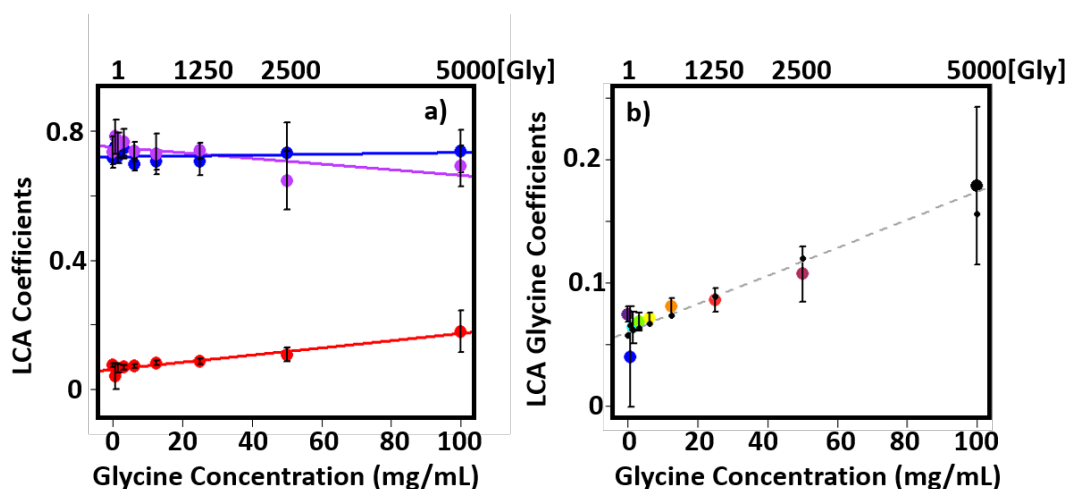 1 1250 2500 5000[Gly]
a)
0.8
0.4
0
LCA Coefficients
0 20 40 60 80 100
Glycine Concentration (mg/mL)
1 1250 2500 5000[Gly]
b)
0.2
0.1
0
LCA Glycine Coefficients
0 20 40 60 80 100
Glycine Concentration (mg/mL)